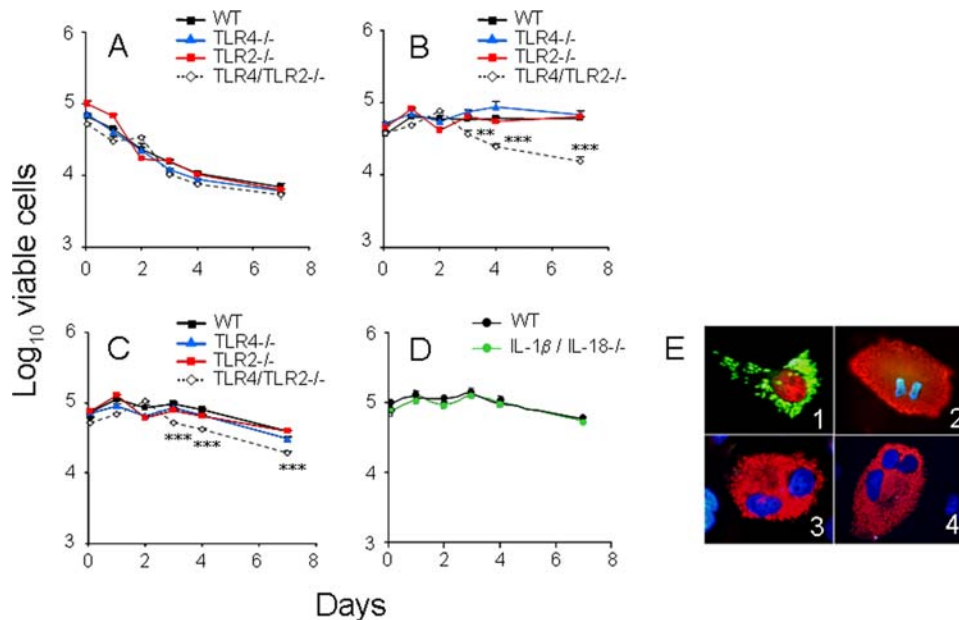 A
WT
TLR4-/-
TLR2-/-
TLR4/TLR2-/-
6
5
4
3
0 2 4 6 8
B
WT
TLR4-/-
TLR2-/-
TLR4/TLR2-/-
6
5
4
3
** *** ***
0 2 4 6 8
Log10 viable cells
C
WT
TLR4-/-
TLR2-/-
TLR4/TLR2-/-
6
5
4
3
*** *** ***
0 2 4 6 8
D
WT
IL-1β / IL-18-/-
6
5
4
3
0 2 4 6 8
Days
E
1
2
3
4